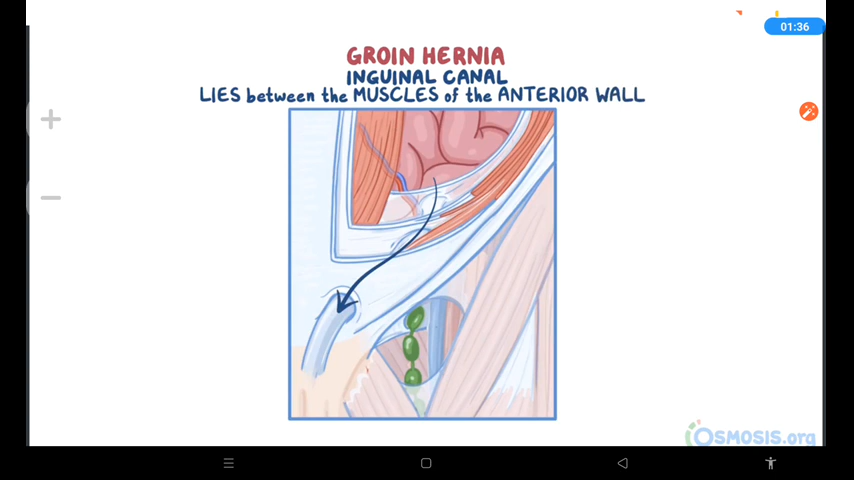 01:36
GROIN HERNIA
INGUINAL CANAL
LIES between the MUSCLES of the ANTERIOR WALL
OSMOSIS.org